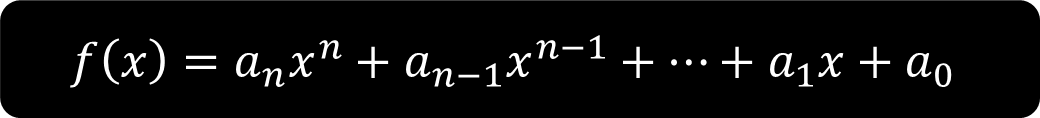 f(x) = aₙxⁿ + aₙ₋₁xⁿ⁻¹ + ⋯ + a₁x + a₀